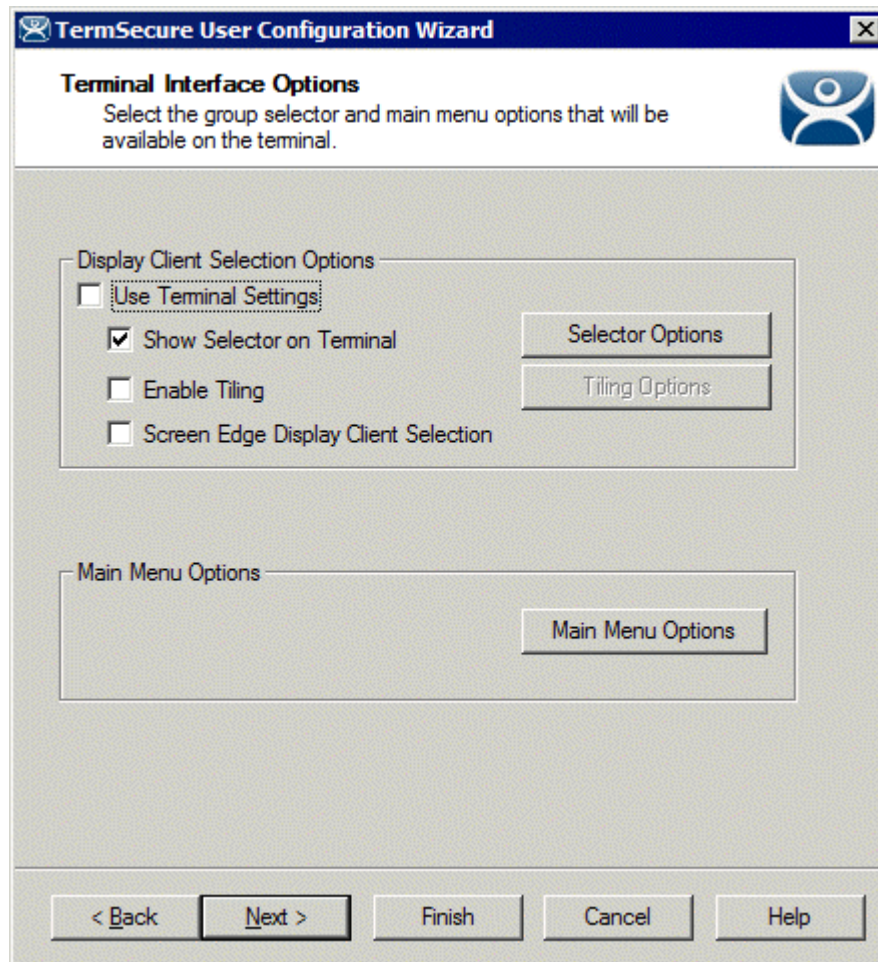 TermSecure User Configuration Wizard
Terminal Interface Options
Select the group selector and main menu options that will be
available on the terminal.
Display Client Selection Options
Use Terminal Settings
Show Selector on Terminal
Selector Options
Enable Tiling
Tiling Options
Screen Edge Display Client Selection
Main Menu Options
Main Menu Options
< Back
Next >
Finish
Cancel
Help